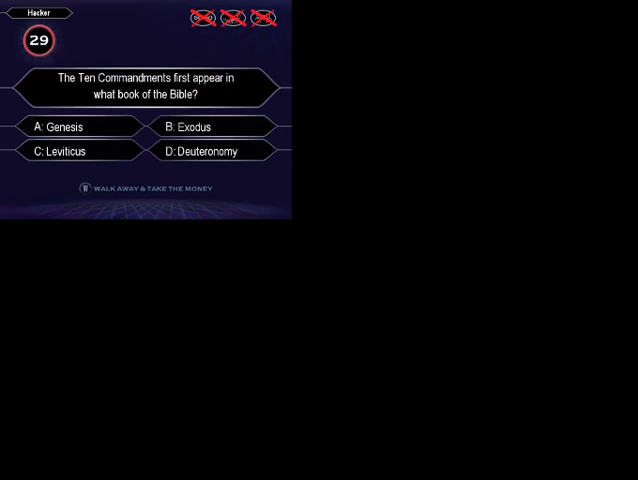 Hacker
29
The Ten Commandments first appear in
what book of the Bible?
A: Genesis
B: Exodus
C: Leviticus
D: Deuteronomy
W WALK AWAY & TAKE THE MONEY